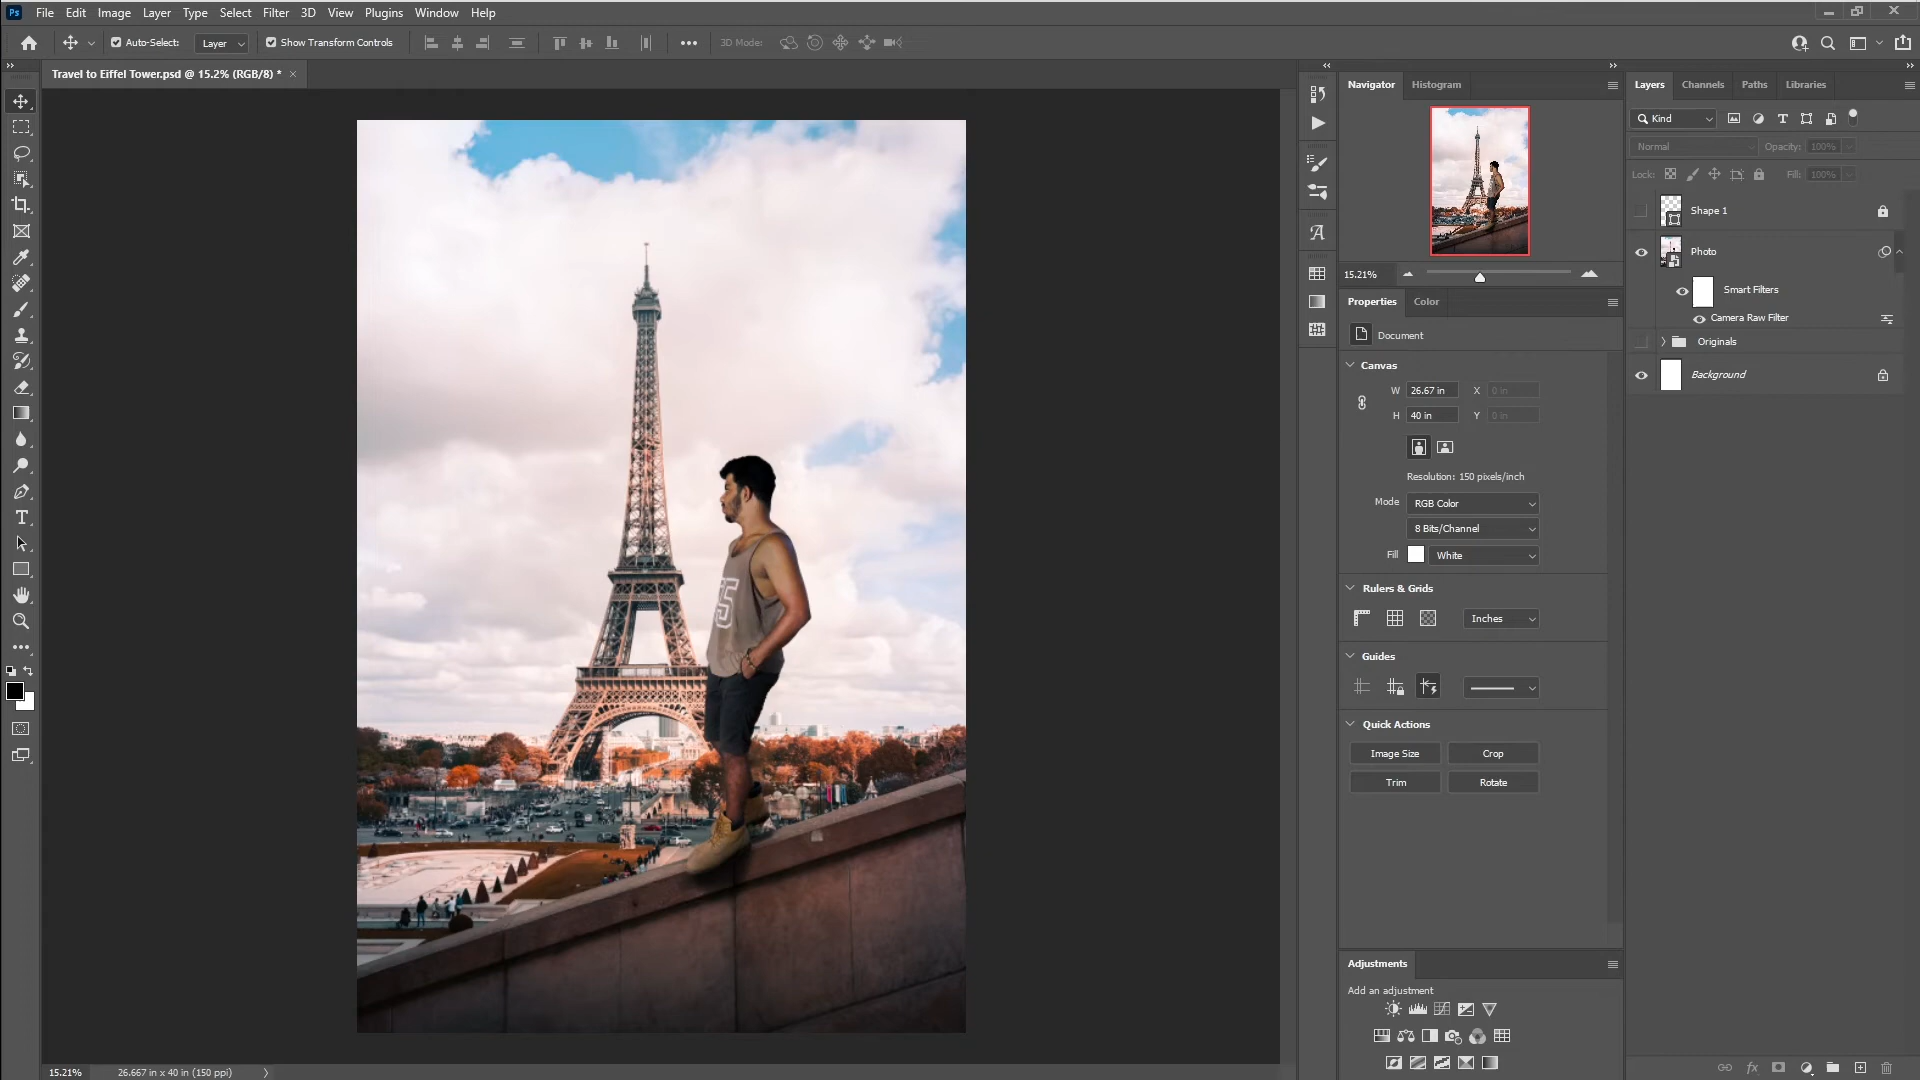 Ps File Edit Image Layer Type Select Filter 3D View Plugins Window Help
Auto-Select: Layer Show Transform Controls 3D Mode:
Travel to Eiffel Tower.psd @ 15.2% (RGB/8) *
Navigator Histogram
15.21%
Properties Color
Document
Canvas
W 26.67 in X 0 in
H 40 in Y 0 in
Resolution: 150 pixels/inch
Mode RGB Color
8 Bits/Channel
Fill White
Rulers & Grids
Inches
Guides
Quick Actions
Image Size Crop
Trim Rotate
Adjustments
Add an adjustment
Layers Channels Paths Libraries
Kind
Normal Opacity: 100%
Lock: Fill: 100%
Shape 1
Photo
Smart Filters
Camera Raw Filter
Originals
Background
5
15.21% 26.667 in x 40 in (150 ppi)